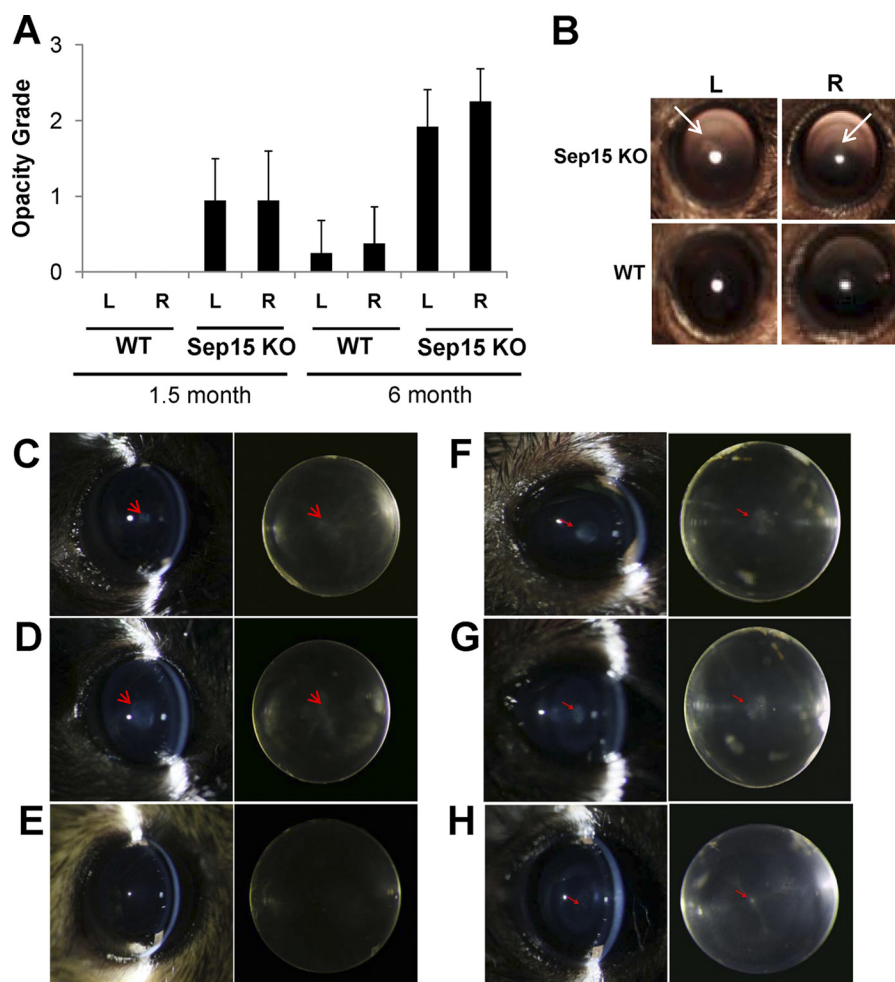 A
3
2
1
0
Opacity Grade
L R L R L R L R
WT Sep15 KO WT Sep15 KO
1.5 month 6 month
B
L R
Sep15 KO
WT
C
D
E
F
G
H